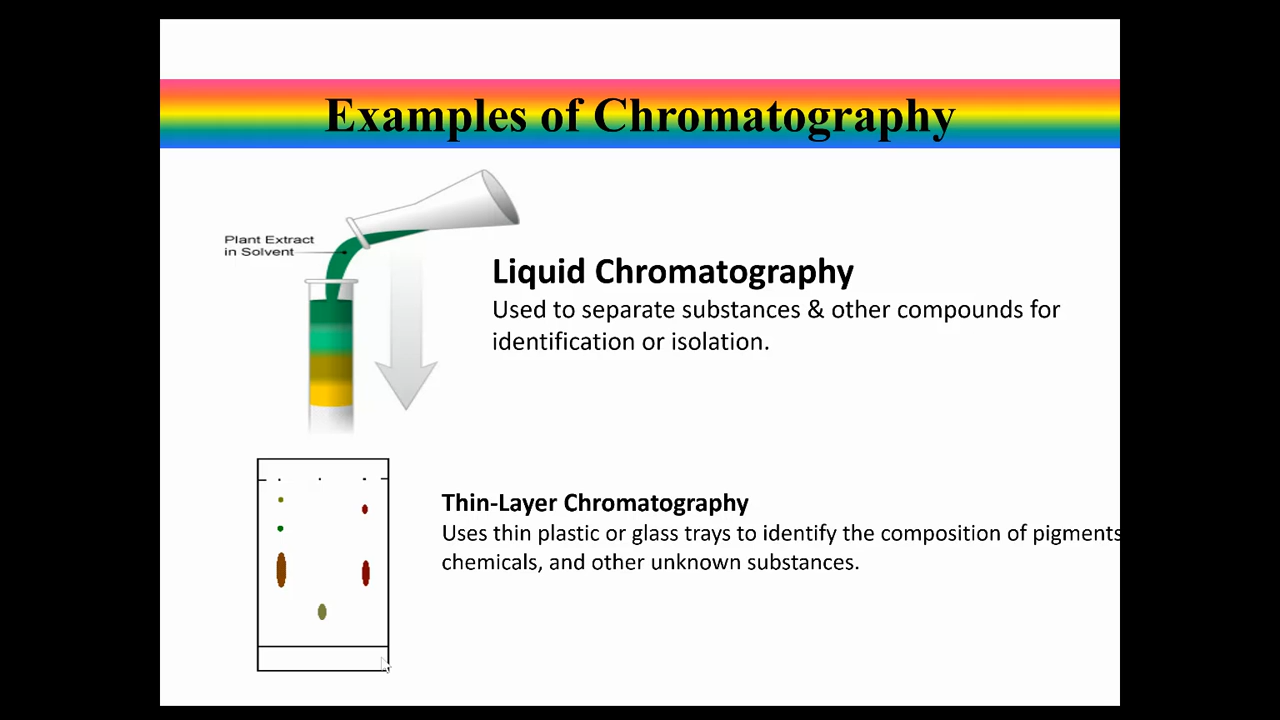 Examples of Chromatography
Plant Extract
in Solvent
Liquid Chromatography
Used to separate substances & other compounds for
identification or isolation.
Thin-Layer Chromatography
Uses thin plastic or glass trays to identify the composition of pigments
chemicals, and other unknown substances.